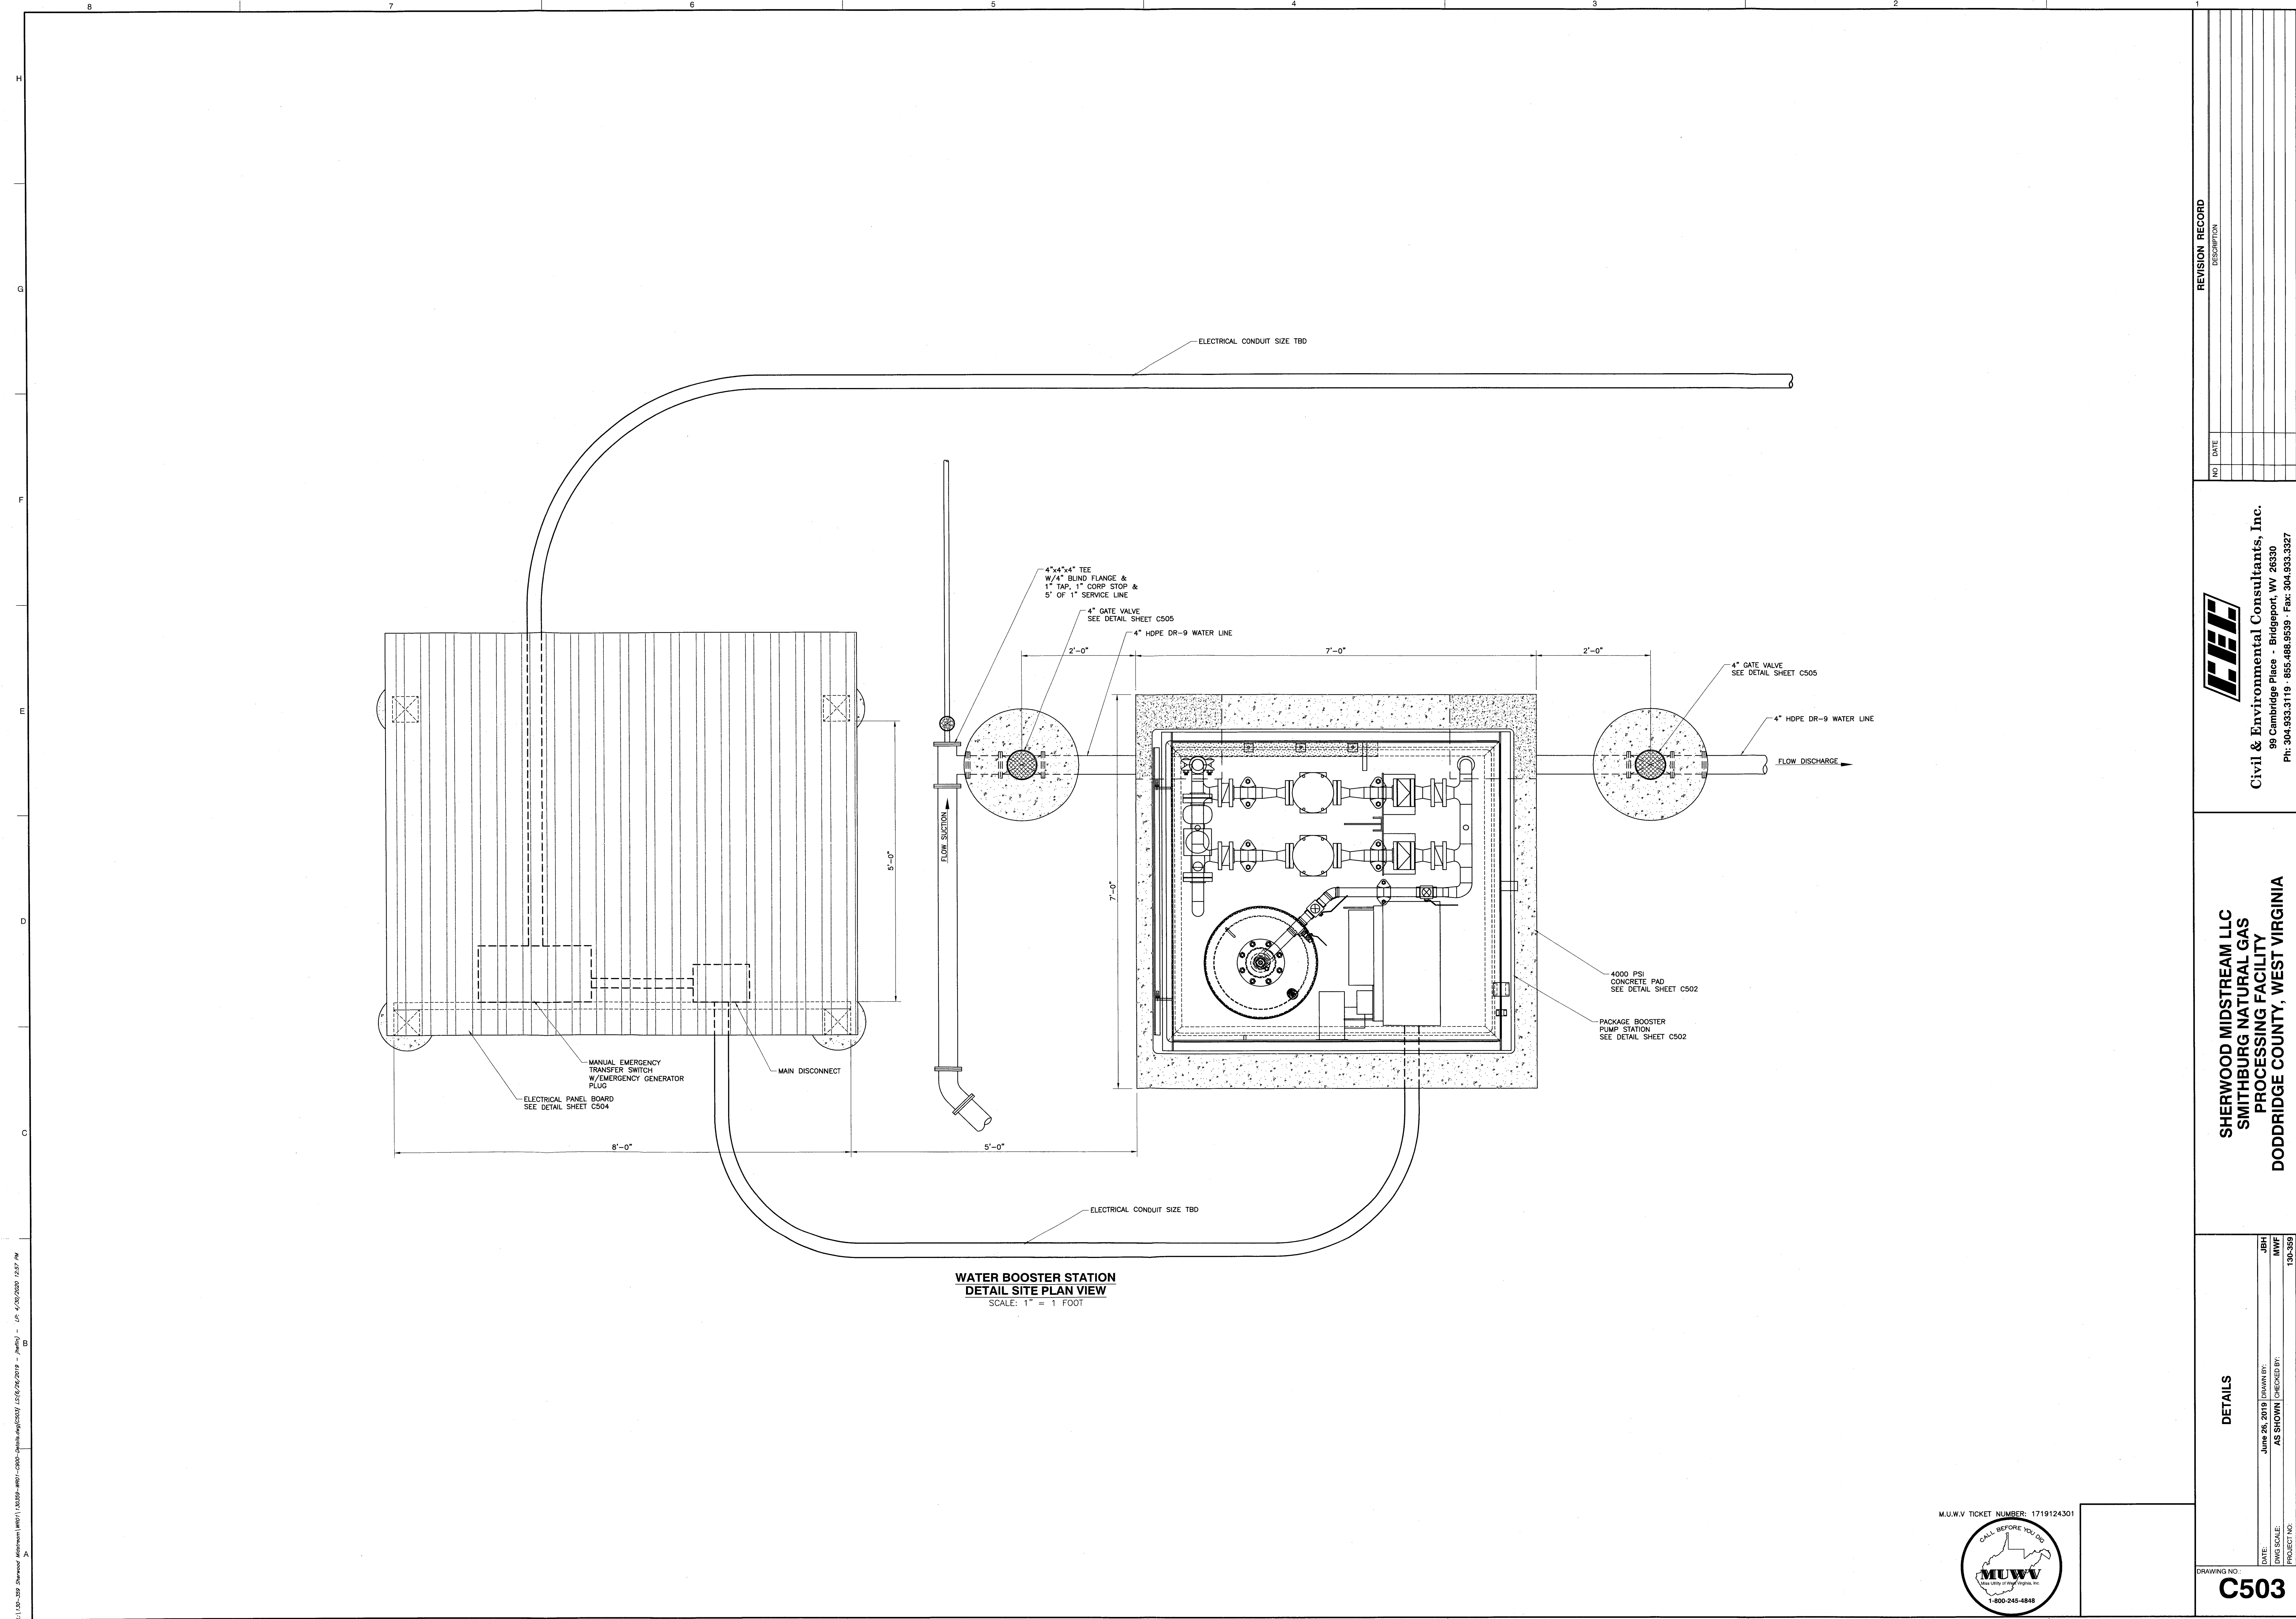 8 7 6 5 4 3 2 1
H
G
F
E
D
C
B
A
ELECTRICAL CONDUIT SIZE TBD
4"x4"x4" TEE
W/4" BLIND FLANGE &
1" TAP, 1" CORP STOP &
5' OF 1" SERVICE LINE
4" GATE VALVE
SEE DETAIL SHEET C505
4" HDPE DR-9 WATER LINE
2'-0"
7'-0"
2'-0"
4" GATE VALVE
SEE DETAIL SHEET C505
4" HDPE DR-9 WATER LINE
FLOW DISCHARGE
FLOW SUCTION
5'-0"
7'-0"
4000 PSI
CONCRETE PAD
SEE DETAIL SHEET C502
PACKAGE BOOSTER
PUMP STATION
SEE DETAIL SHEET C502
MANUAL EMERGENCY
TRANSFER SWITCH
W/EMERGENCY GENERATOR
PLUG
MAIN DISCONNECT
ELECTRICAL PANEL BOARD
SEE DETAIL SHEET C504
8'-0"
5'-0"
ELECTRICAL CONDUIT SIZE TBD
WATER BOOSTER STATION
DETAIL SITE PLAN VIEW
SCALE: 1" = 1 FOOT
M.U.W.V TICKET NUMBER: 1719124301
CALL BEFORE YOU DIG
MUWV
Miss Utility of West Virginia, Inc.
1-800-245-4848
REVISION RECORD
NO DATE DESCRIPTION
CEC
Civil & Environmental Consultants, Inc.
99 Cambridge Place - Bridgeport, WV 26330
Ph: 304.933.3119 · 855.488.9539 · Fax: 304.933.3327
SHERWOOD MIDSTREAM LLC
SMITHBURG NATURAL GAS
PROCESSING FACILITY
DODDRIDGE COUNTY, WEST VIRGINIA
DETAILS
DATE: June 26, 2019 DRAWN BY: JBH
DWG SCALE: AS SHOWN CHECKED BY: MWF
PROJECT NO: 130-359
DRAWING NO.:
C503